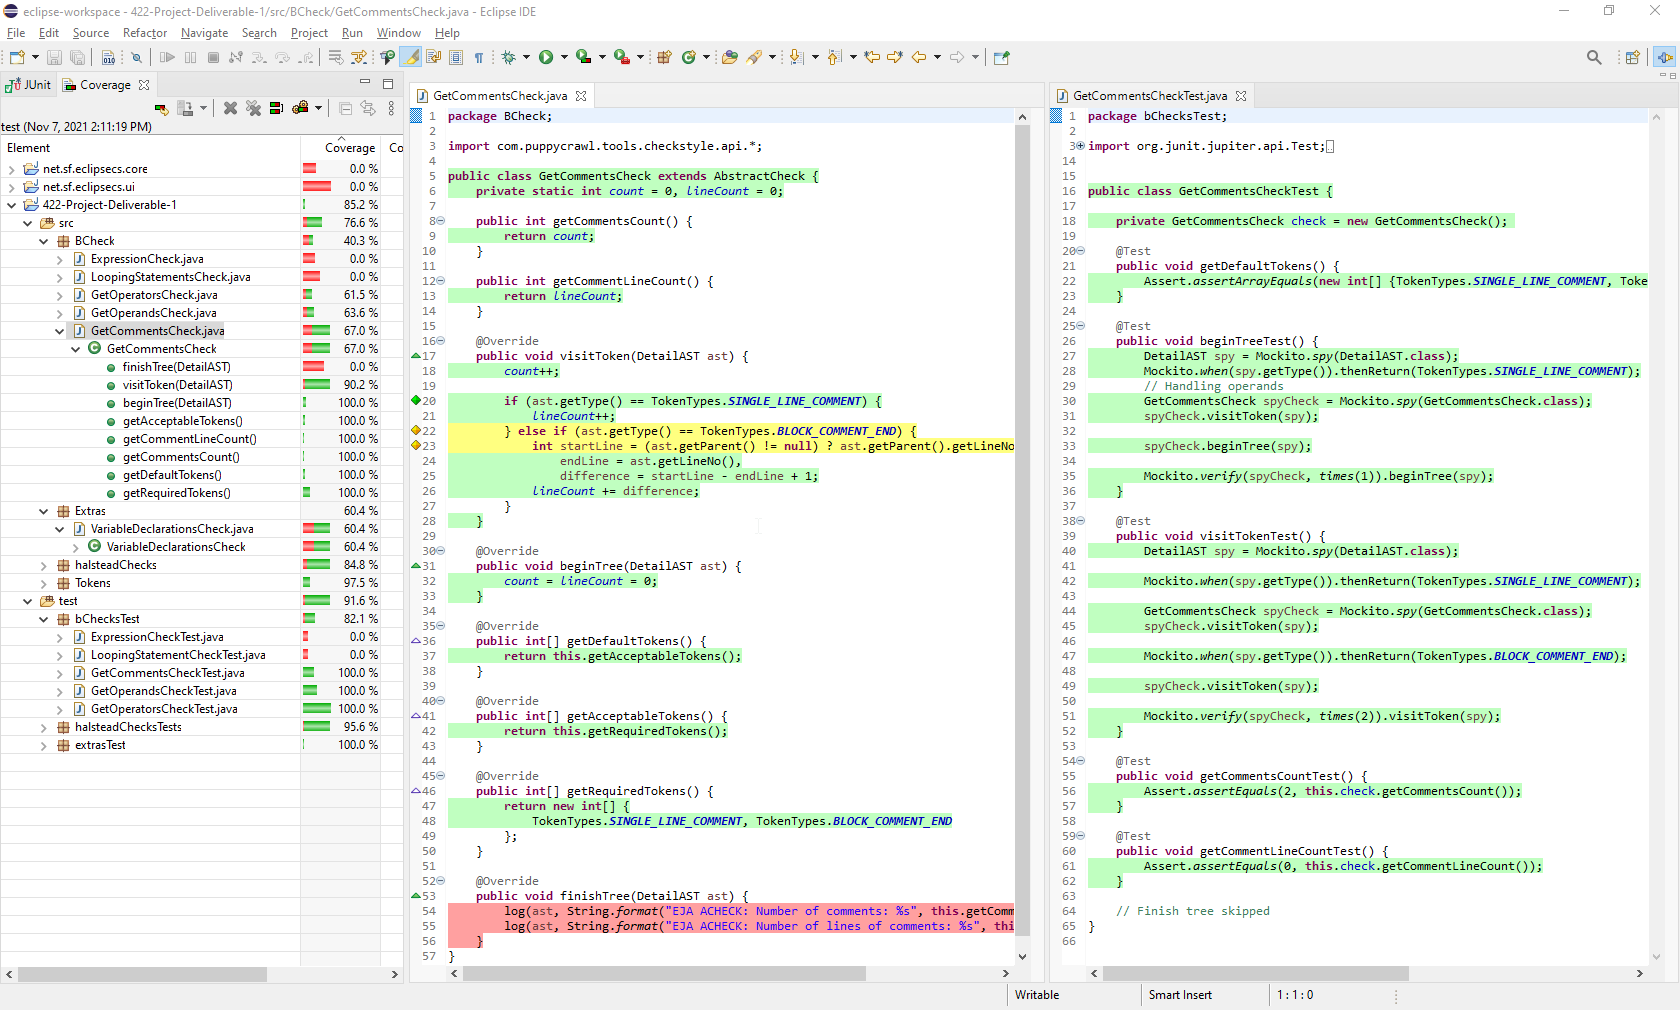 eclipse-workspace - 422-Project-Deliverable-1/src/BCheck/GetCommentsCheck.java - Eclipse IDE
File Edit Source Refactor Navigate Search Project Run Window Help
JUnit Coverage
test (Nov 7, 2021 2:11:19 PM)
Element Coverage Co
net.sf.eclipsecs.core 0.0 %
net.sf.eclipsecs.ui 0.0 %
422-Project-Deliverable-1 85.2 %
src 76.6 %
BCheck 40.3 %
ExpressionCheck.java 0.0 %
LoopingStatementsCheck.java 0.0 %
GetOperatorsCheck.java 61.5 %
GetOperandsCheck.java 63.6 %
GetCommentsCheck.java 67.0 %
GetCommentsCheck 67.0 %
finishTree(DetailAST) 0.0 %
visitToken(DetailAST) 90.2 %
beginTree(DetailAST) 100.0 %
getAcceptableTokens() 100.0 %
getCommentLineCount() 100.0 %
getCommentsCount() 100.0 %
getDefaultTokens() 100.0 %
getRequiredTokens() 100.0 %
Extras 60.4 %
VariableDeclarationsCheck.java 60.4 %
VariableDeclarationsCheck 60.4 %
halsteadChecks 84.8 %
Tokens 97.5 %
test 91.6 %
bChecksTest 82.1 %
ExpressionCheckTest.java 0.0 %
LoopingStatementCheckTest.java 0.0 %
GetCommentsCheckTest.java 100.0 %
GetOperandsCheckTest.java 100.0 %
GetOperatorsCheckTest.java 100.0 %
halsteadChecksTests 95.6 %
extrasTest 100.0 %
GetCommentsCheck.java
1 package BCheck;
2
3 import com.puppycrawl.tools.checkstyle.api.*;
4
5 public class GetCommentsCheck extends AbstractCheck {
6 private static int count = 0, lineCount = 0;
7
8 public int getCommentsCount() {
9 return count;
10 }
11
12 public int getCommentLineCount() {
13 return lineCount;
14 }
15
16 @Override
17 public void visitToken(DetailAST ast) {
18 count++;
19
20 if (ast.getType() == TokenTypes.SINGLE_LINE_COMMENT) {
21 lineCount++;
22 } else if (ast.getType() == TokenTypes.BLOCK_COMMENT_END) {
23 int startLine = (ast.getParent() != null) ? ast.getParent().getLineNo
24 endLine = ast.getLineNo(),
25 difference = startLine - endLine + 1;
26 lineCount += difference;
27 }
28 }
29
30 @Override
31 public void beginTree(DetailAST ast) {
32 count = lineCount = 0;
33 }
34
35 @Override
36 public int[] getDefaultTokens() {
37 return this.getAcceptableTokens();
38 }
39
40 @Override
41 public int[] getAcceptableTokens() {
42 return this.getRequiredTokens();
43 }
44
45 @Override
46 public int[] getRequiredTokens() {
47 return new int[] {
48 TokenTypes.SINGLE_LINE_COMMENT, TokenTypes.BLOCK_COMMENT_END
49 };
50 }
51
52 @Override
53 public void finishTree(DetailAST ast) {
54 log(ast, String.format("EJA ACHECK: Number of comments: %s", this.getComm
55 log(ast, String.format("EJA ACHECK: Number of lines of comments: %s", thi
56 }
57 }
GetCommentsCheckTest.java
1 package bChecksTest;
2
3 import org.junit.jupiter.api.Test;
14
15
16 public class GetCommentsCheckTest {
17
18 private GetCommentsCheck check = new GetCommentsCheck();
19
20 @Test
21 public void getDefaultTokens() {
22 Assert.assertArrayEquals(new int[] {TokenTypes.SINGLE_LINE_COMMENT, Toke
23 }
24
25 @Test
26 public void beginTreeTest() {
27 DetailAST spy = Mockito.spy(DetailAST.class);
28 Mockito.when(spy.getType()).thenReturn(TokenTypes.SINGLE_LINE_COMMENT);
29 // Handling operands
30 GetCommentsCheck spyCheck = Mockito.spy(GetCommentsCheck.class);
31 spyCheck.visitToken(spy);
32
33 spyCheck.beginTree(spy);
34
35 Mockito.verify(spyCheck, times(1)).beginTree(spy);
36 }
37
38 @Test
39 public void visitTokenTest() {
40 DetailAST spy = Mockito.spy(DetailAST.class);
41
42 Mockito.when(spy.getType()).thenReturn(TokenTypes.SINGLE_LINE_COMMENT);
43
44 GetCommentsCheck spyCheck = Mockito.spy(GetCommentsCheck.class);
45 spyCheck.visitToken(spy);
46
47 Mockito.when(spy.getType()).thenReturn(TokenTypes.BLOCK_COMMENT_END);
48
49 spyCheck.visitToken(spy);
50
51 Mockito.verify(spyCheck, times(2)).visitToken(spy);
52 }
53
54 @Test
55 public void getCommentsCountTest() {
56 Assert.assertEquals(2, this.check.getCommentsCount());
57 }
58
59 @Test
60 public void getCommentLineCountTest() {
61 Assert.assertEquals(0, this.check.getCommentLineCount());
62 }
63
64 // Finish tree skipped
65 }
66
Writable Smart Insert 1 : 1 : 0